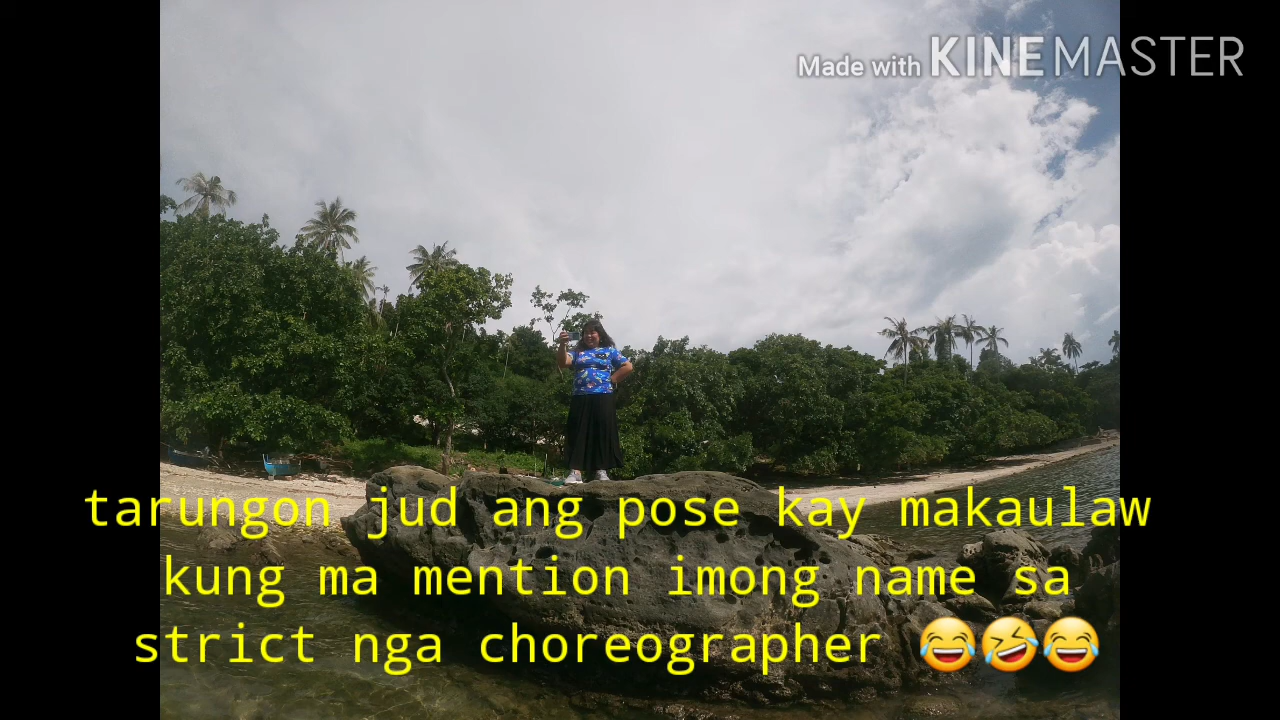 Made with KINEMASTER
tarungon jud ang pose kay makaulaw
kung ma mention imong name sa
strict nga choreographer 😂🤣😂